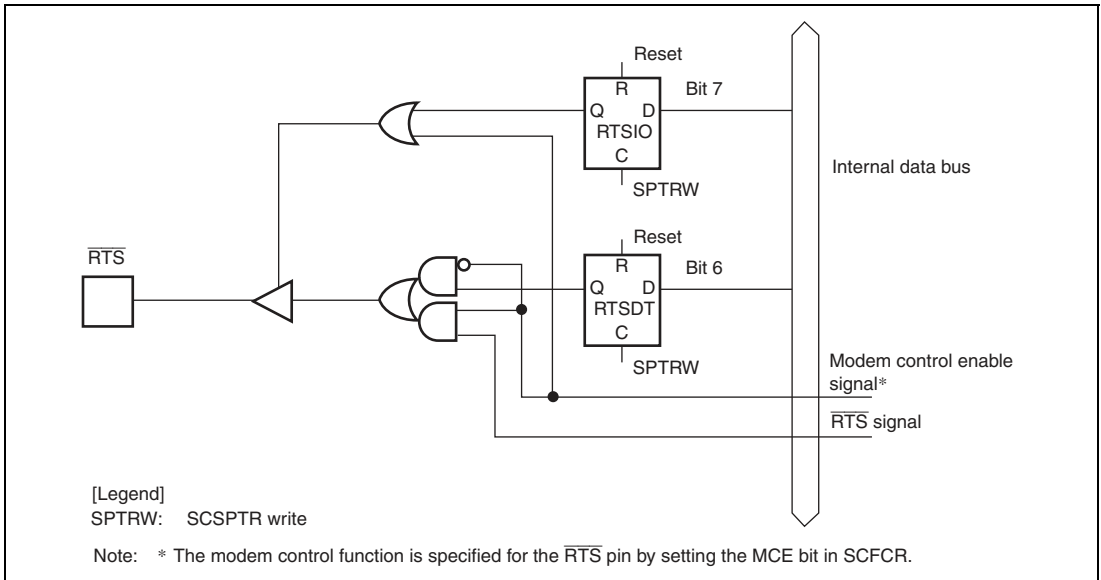 Reset
R
Bit 7
Q
D
RTSIO
C
SPTRW
Internal data bus
RTS
Reset
R
Bit 6
Q
D
RTSDT
C
SPTRW
Modem control enable
signal*
RTS signal
[Legend]
SPTRW: SCSPTR write
Note: * The modem control function is specified for the RTS pin by setting the MCE bit in SCFCR.